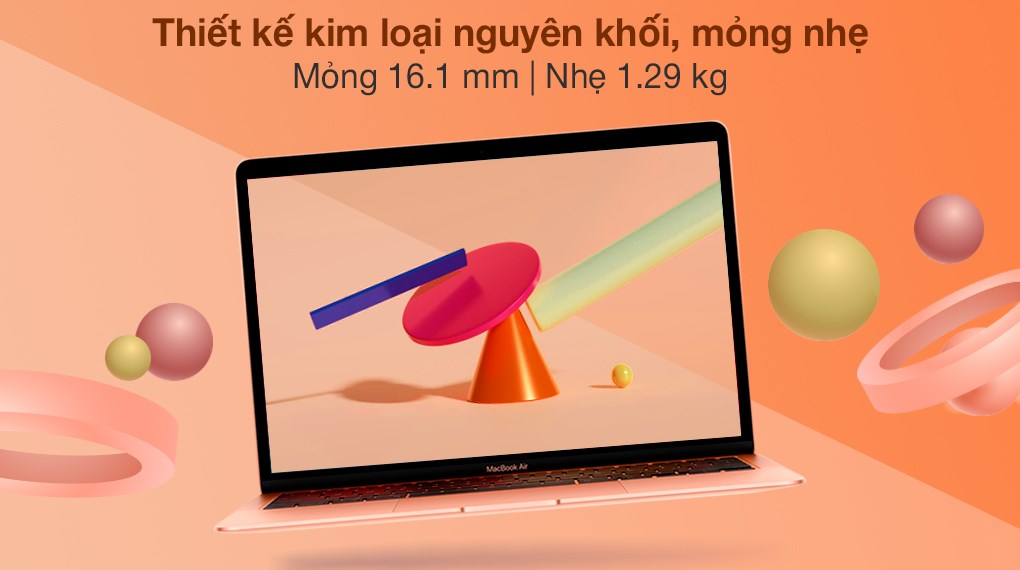 Thiết kế kim loại nguyên khối, mỏng nhẹ
Mỏng 16.1 mm | Nhẹ 1.29 kg
MacBook Air